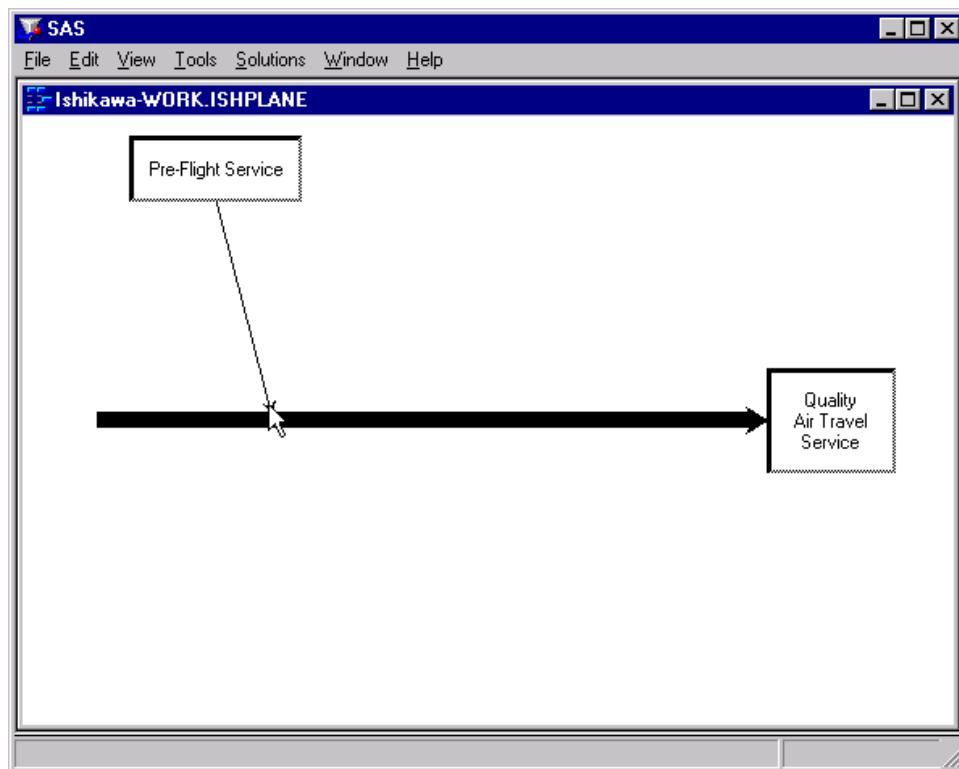 SAS
File Edit View Tools Solutions Window Help
Ishikawa-WORK.ISHPLANE
Pre-Flight Service
Quality
Air Travel
Service